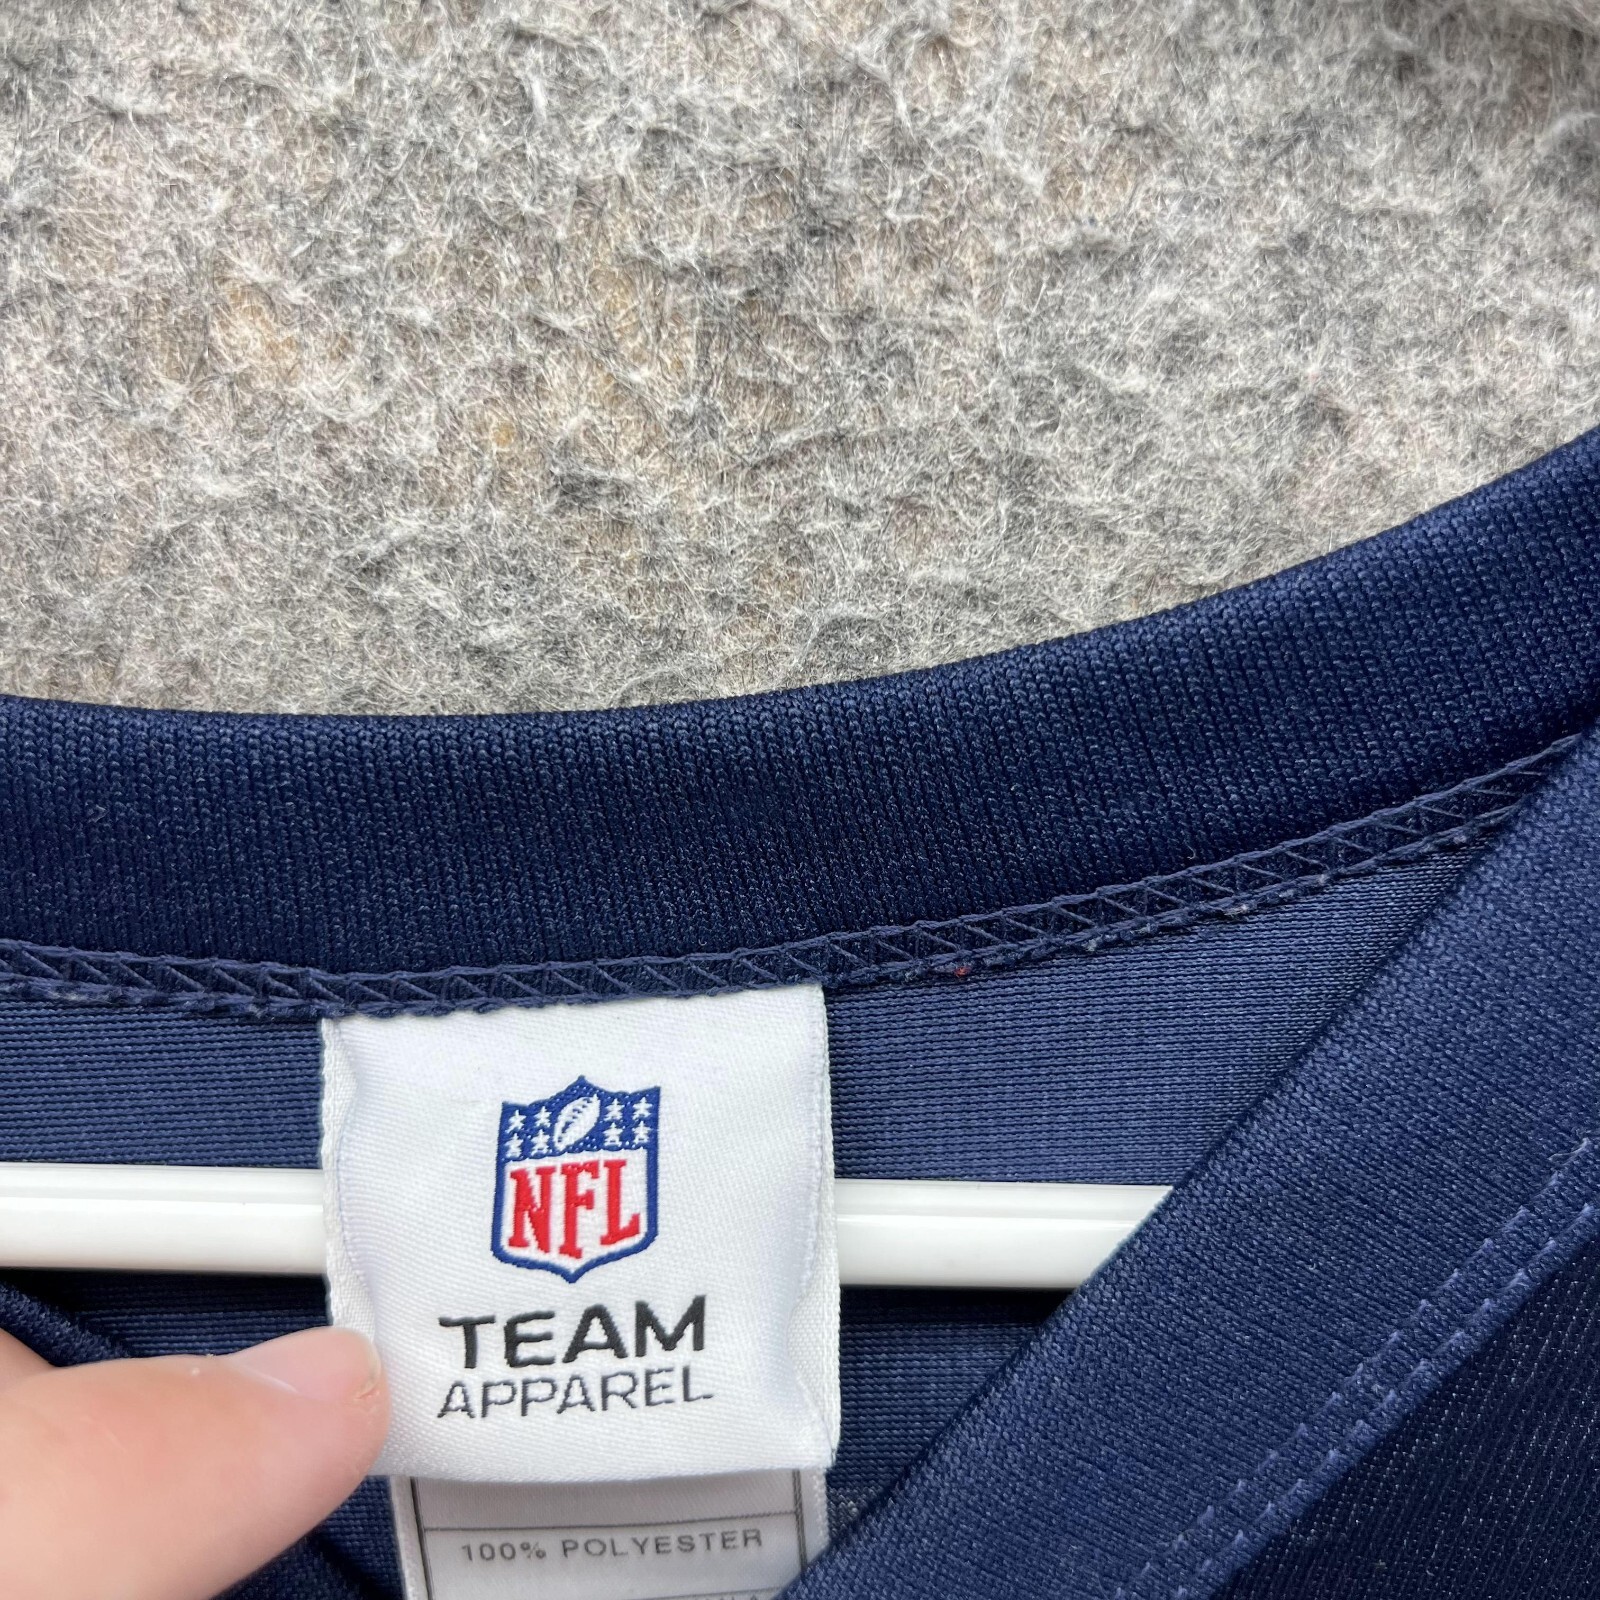 NFL
TEAM
APPAREL
100% POLYESTER